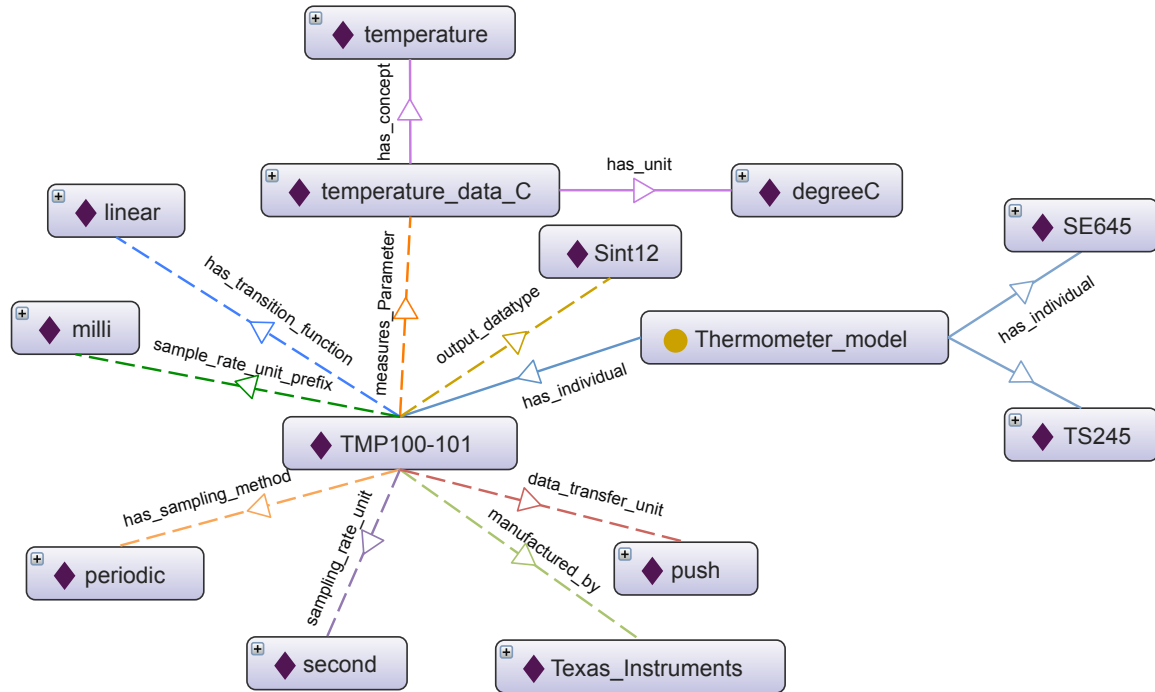 temperature
has_concept
temperature_data_C
has_unit
degreeC
linear
SE645
Sint12
has_transition_function
measures_Parameter
output_datatype
has_individual
milli
sample_rate_unit_prefix
Thermometer_model
has_individual
TMP100-101
TS245
has_sampling_method
sampling_rate_unit
manufactured_by
data_transfer_unit
periodic
push
second
Texas_Instruments